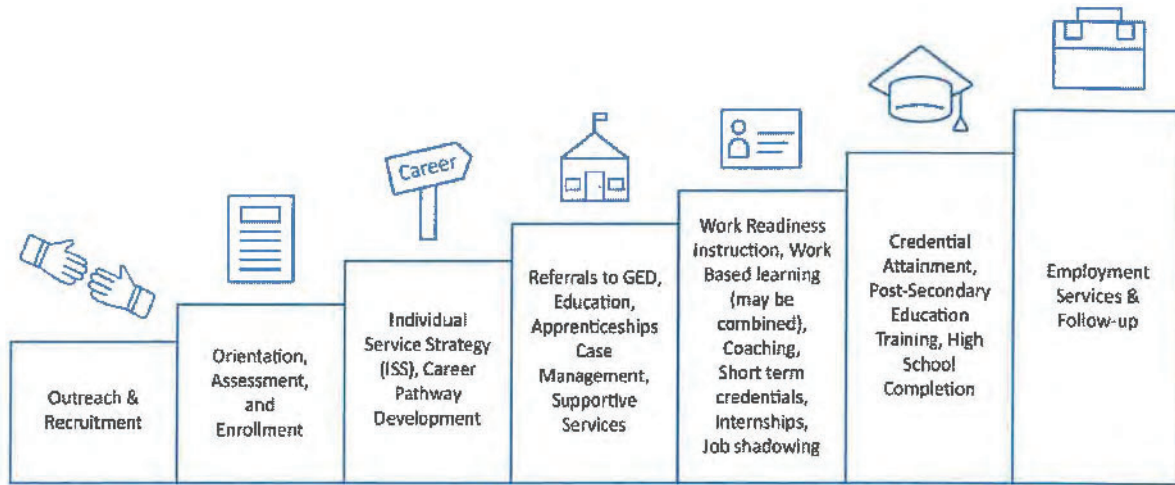 Career
Outreach &
Recruitment
Orientation,
Assessment,
and
Enrollment
Individual
Service Strategy
(ISS), Career
Pathway
Development
Referrals to GED,
Education,
Apprenticeships
Case
Management,
Supportive
Services
Work Readiness
Instruction, Work
Based learning
(may be
combined),
Coaching,
Short term
credentials,
Internships,
Job shadowing
Credential
Attainment,
Post-Secondary
Education
Training, High
School
Completion
Employment
Services &
Follow-up